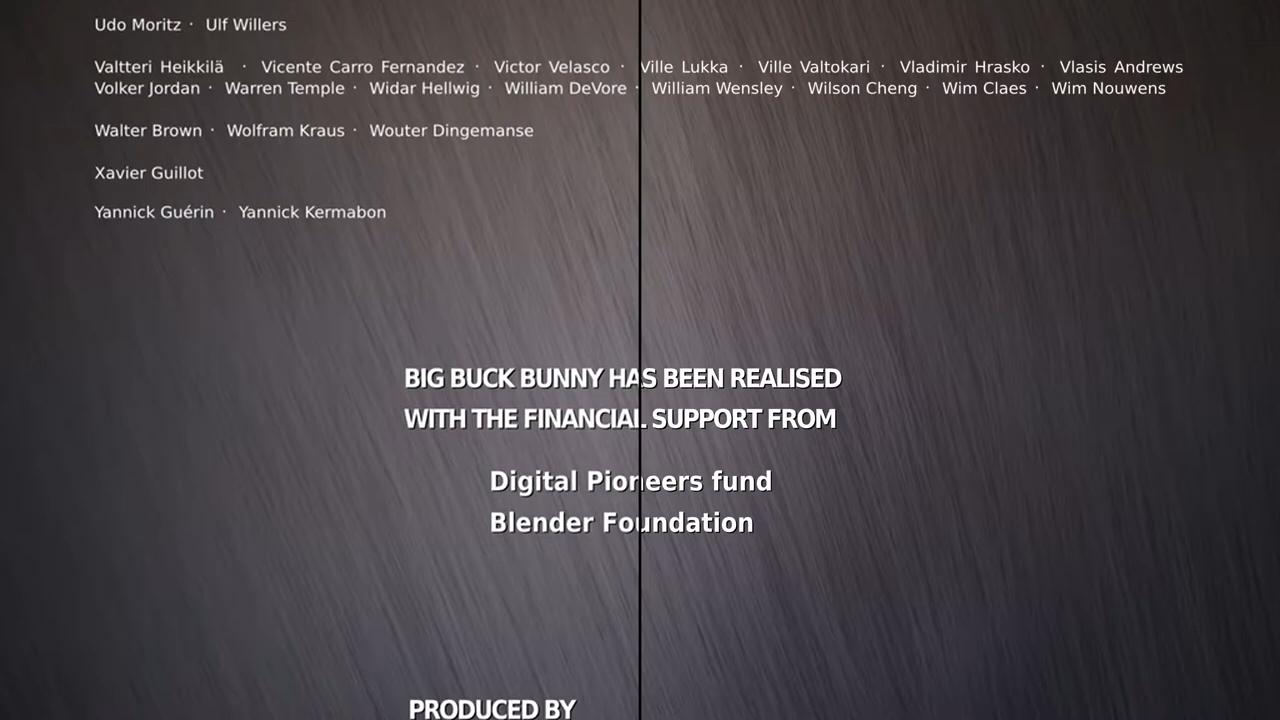 Udo Moritz · Ulf Willers
Valtteri Heikkilä · Vicente Carro Fernandez · Victor Velasco · Ville Lukka · Ville Valtokari · Vladimir Hrasko · Vlasis Andrews
Volker Jordan · Warren Temple · Widar Hellwig · William DeVore · William Wensley · Wilson Cheng · Wim Claes · Wim Nouwens
Walter Brown · Wolfram Kraus · Wouter Dingemanse
Xavier Guillot
Yannick Guérin · Yannick Kermabon
BIG BUCK BUNNY HAS BEEN REALISED
WITH THE FINANCIAL SUPPORT FROM
Digital Pioneers fund
Blender Foundation
PRODUCED BY